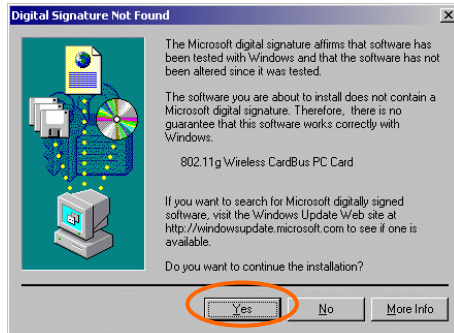 Digital Signature Not Found
The Microsoft digital signature affirms that software has
been tested with Windows and that the software has not
been altered since it was tested.
The software you are about to install does not contain a
Microsoft digital signature. Therefore, there is no
guarantee that this software works correctly with
Windows.
802.11g Wireless CardBus PC Card
If you want to search for Microsoft digitally signed
software, visit the Windows Update Web site at
http://windowsupdate.microsoft.com to see if one is
available.
Do you want to continue the installation?
Yes No More Info